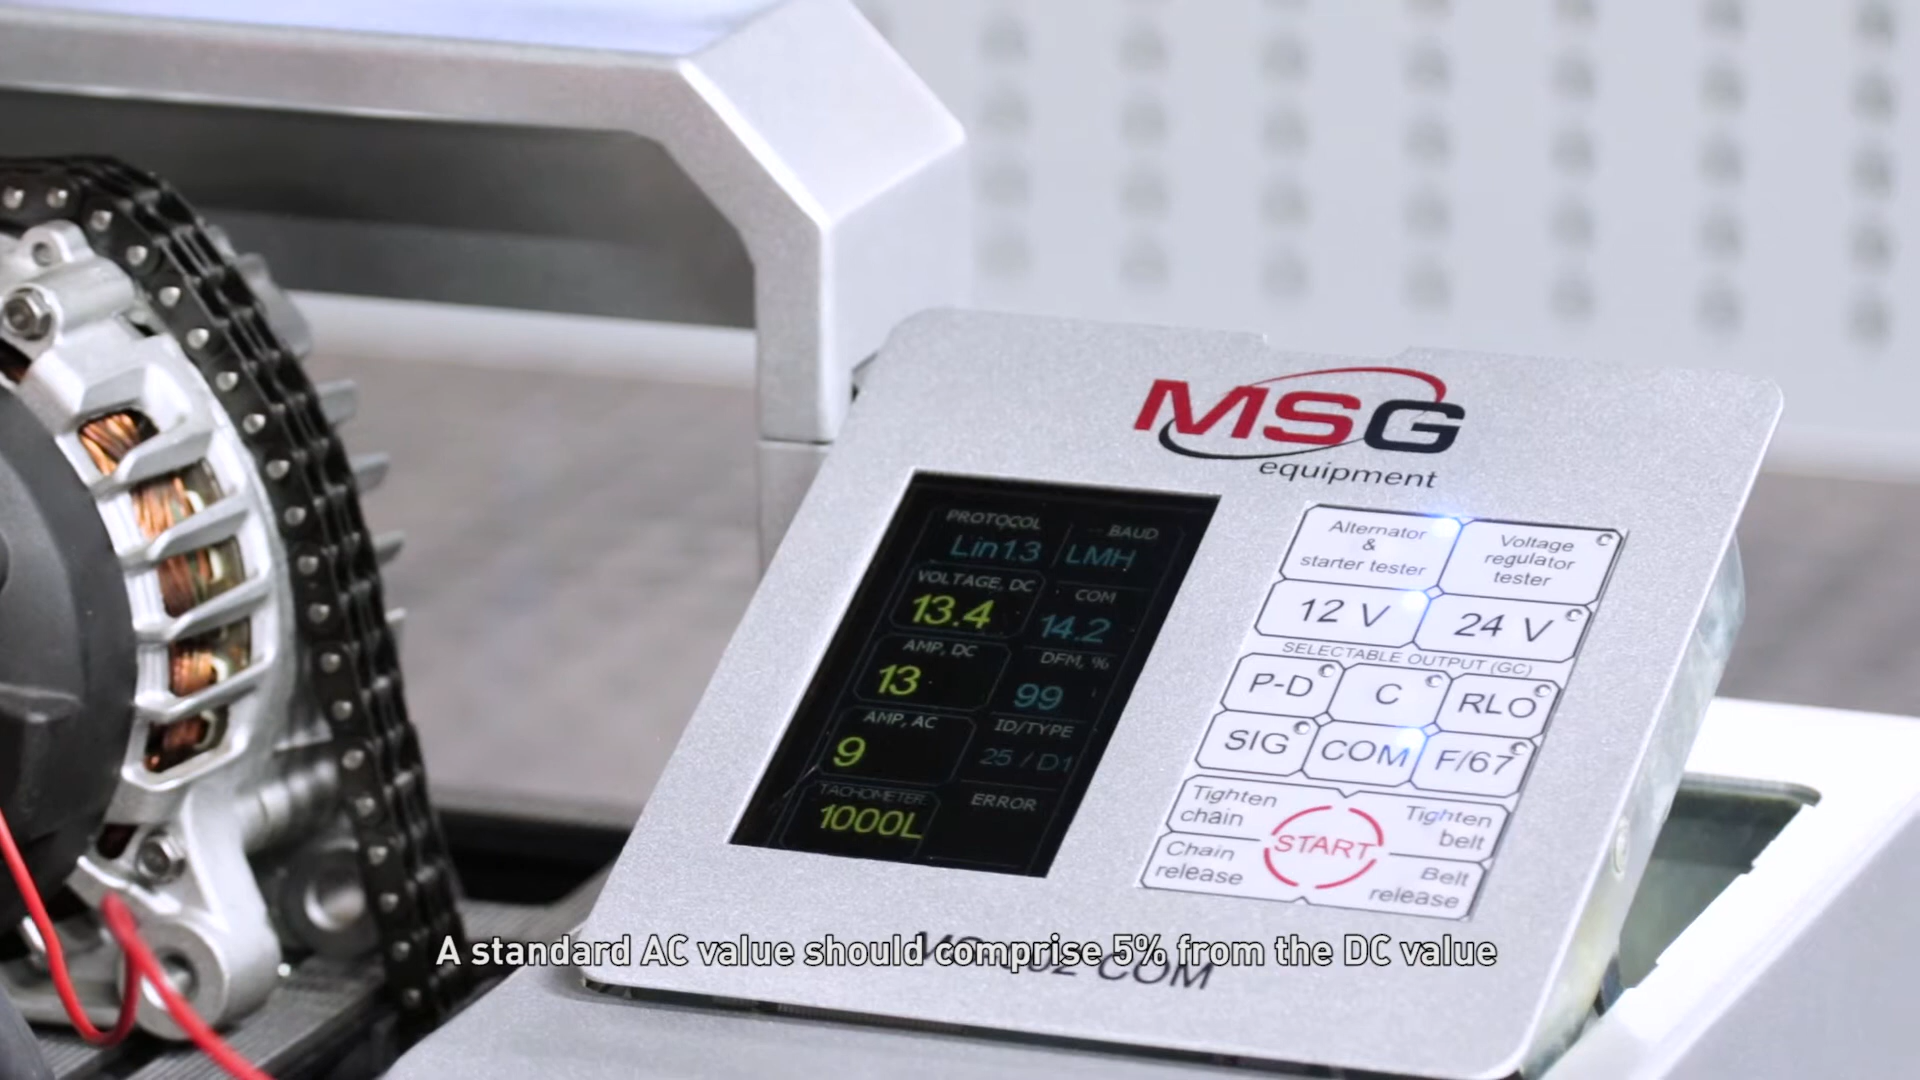 MSG
equipment
PROTOCOL
BAUD
Lin1.3
LMH
VOLTAGE, DC
COM
13.4
14.2
AMP, DC
DFM, %
13
99
AMP, AC
ID/TYPE
9
25 / D1
TACHOMETER
ERROR
1000L
Alternator
&
starter tester
Voltage
regulator
tester
12 V
24 V
SELECTABLE OUTPUT (GC)
P-D
C
RLO
SIG
COM
F/67
Tighten
chain
Tighten
belt
START
Chain
release
Belt
release
A standard AC value should comprise 5% from the DC value
COM